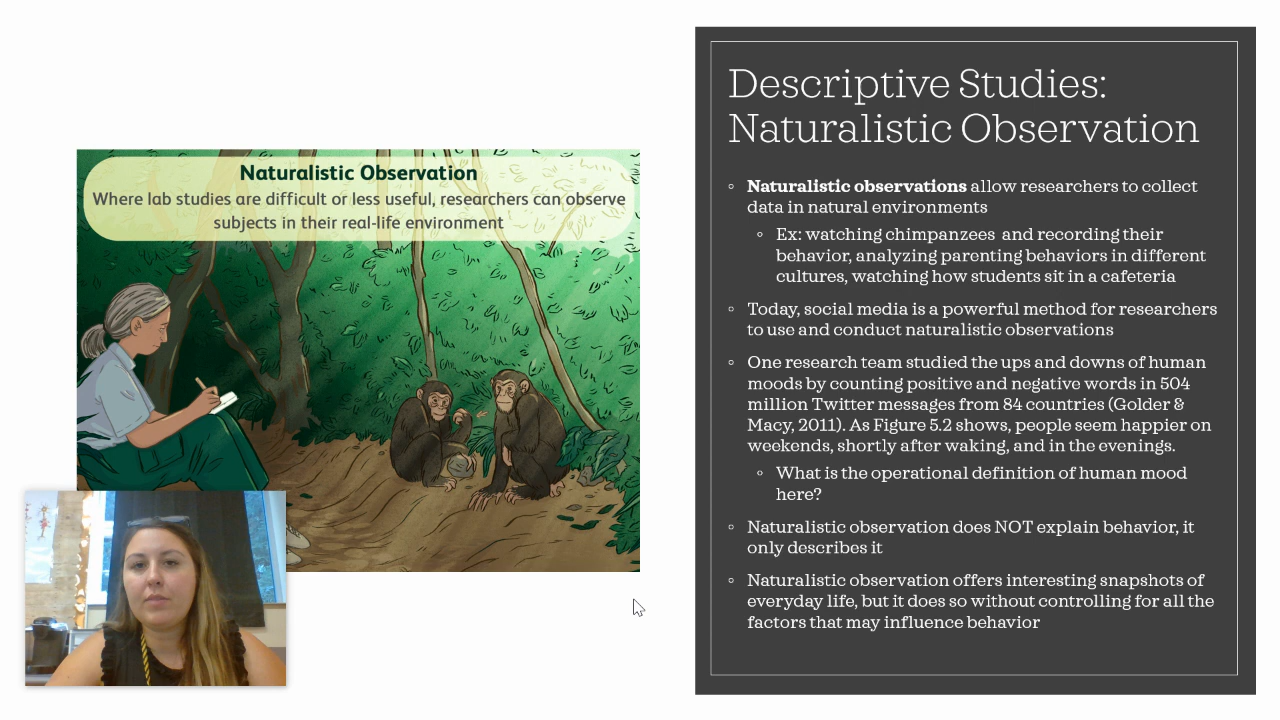 Naturalistic Observation
Where lab studies are difficult or less useful, researchers can observe
subjects in their real-life environment
Descriptive Studies:
Naturalistic Observation
Naturalistic observations allow researchers to collect
data in natural environments
Ex: watching chimpanzees and recording their
behavior, analyzing parenting behaviors in different
cultures, watching how students sit in a cafeteria
Today, social media is a powerful method for researchers
to use and conduct naturalistic observations
One research team studied the ups and downs of human
moods by counting positive and negative words in 504
million Twitter messages from 84 countries (Golder &
Macy, 2011). As Figure 5.2 shows, people seem happier on
weekends, shortly after waking, and in the evenings.
What is the operational definition of human mood
here?
Naturalistic observation does NOT explain behavior, it
only describes it
Naturalistic observation offers interesting snapshots of
everyday life, but it does so without controlling for all the
factors that may influence behavior